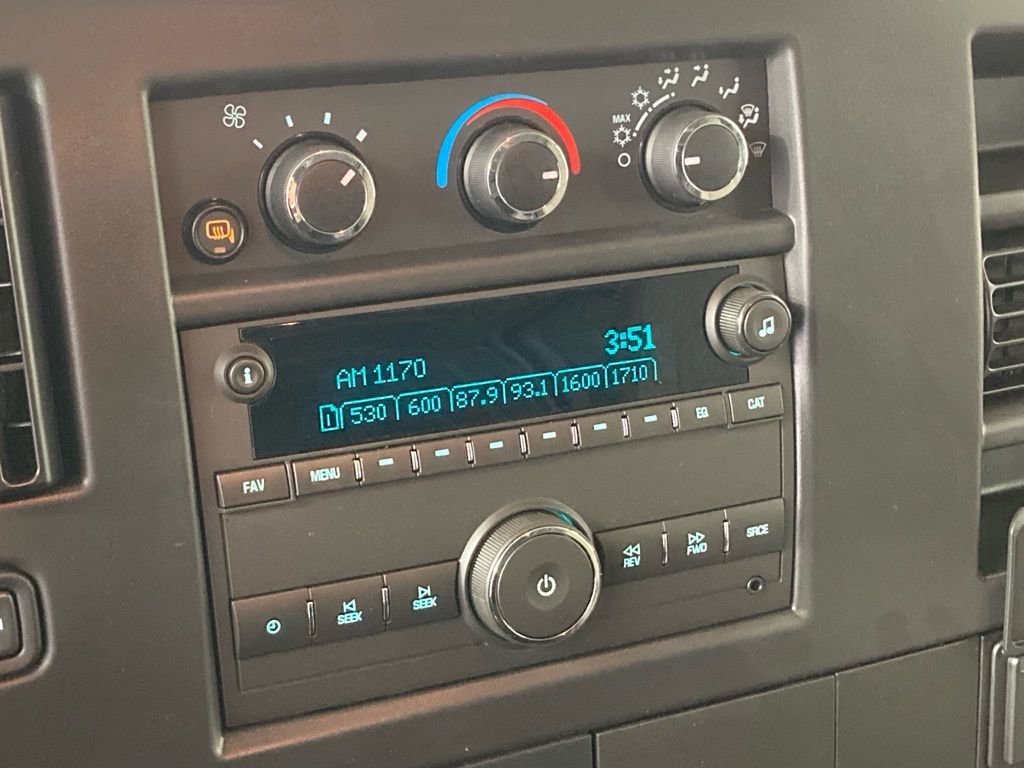 MAX
i
3:51
AM 1170
1 530 600 87.9 93.1 1600 1710
FAV MENU EQ CAT
SEEK SEEK REV FWD SRCE